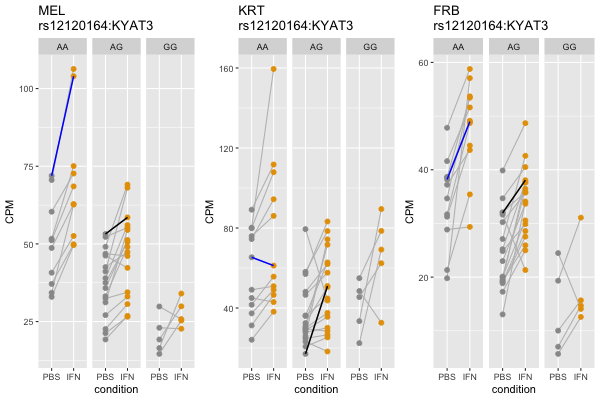 MEL
rs12120164:KYAT3
AA AG GG
CPM
100
75
50
25
PBS IFN PBS IFN PBS IFN
condition
KRT
rs12120164:KYAT3
AA AG GG
CPM
160
120
80
40
PBS IFN PBS IFN PBS IFN
condition
FRB
rs12120164:KYAT3
AA AG GG
CPM
60
40
20
PBS IFN PBS IFN PBS IFN
condition